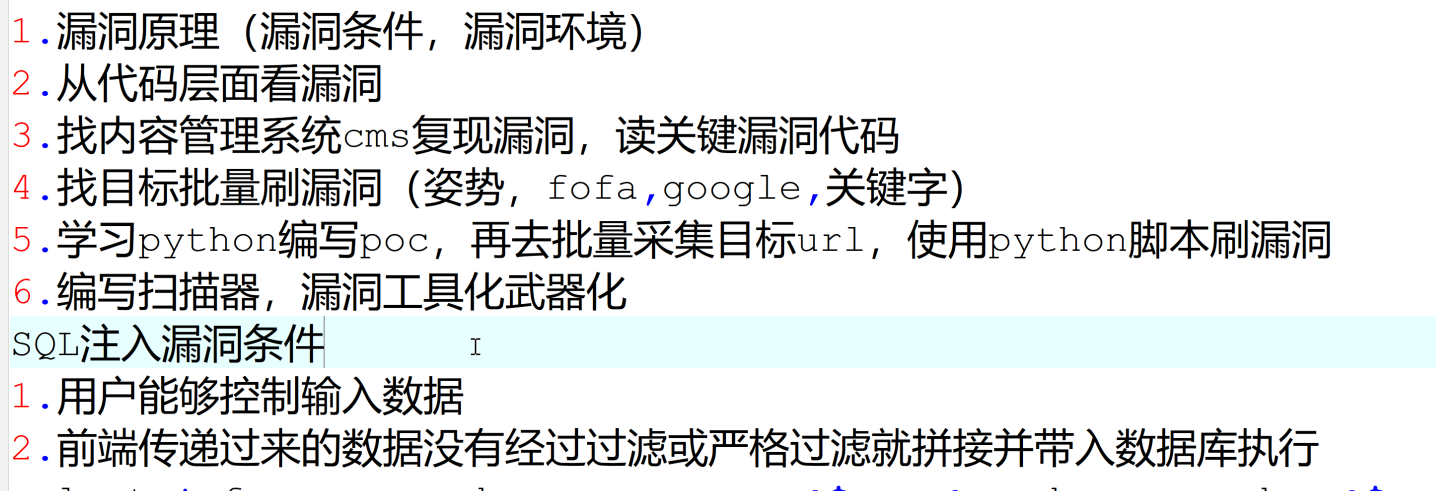 1.漏洞原理（漏洞条件，漏洞环境）
2.从代码层面看漏洞
3.找内容管理系统cms复现漏洞，读关键漏洞代码
4.找目标批量刷漏洞（姿势，fofa,google,关键字）
5.学习python编写poc，再去批量采集目标url，使用python脚本刷漏洞
6.编写扫描器，漏洞工具化武器化
SQL注入漏洞条件
1.用户能够控制输入数据
2.前端传递过来的数据没有经过过滤或严格过滤就拼接并带入数据库执行